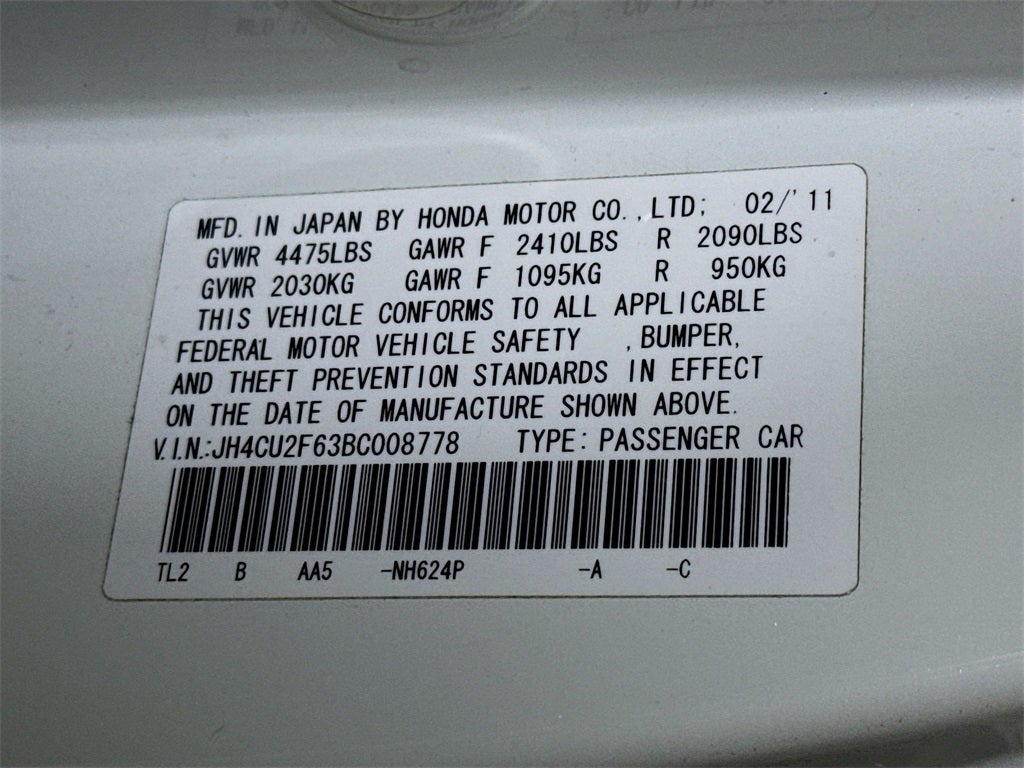 MFD. IN JAPAN BY HONDA MOTOR CO., LTD; 02/'11
GVWR 4475LBS GAWR F 2410LBS R 2090LBS
GVWR 2030KG GAWR F 1095KG R 950KG
THIS VEHICLE CONFORMS TO ALL APPLICABLE
FEDERAL MOTOR VEHICLE SAFETY , BUMPER,
AND THEFT PREVENTION STANDARDS IN EFFECT
ON THE DATE OF MANUFACTURE SHOWN ABOVE.
V.I.N.:JH4CU2F63BC008778 TYPE: PASSENGER CAR
TL2 B AA5 -NH624P -A -C